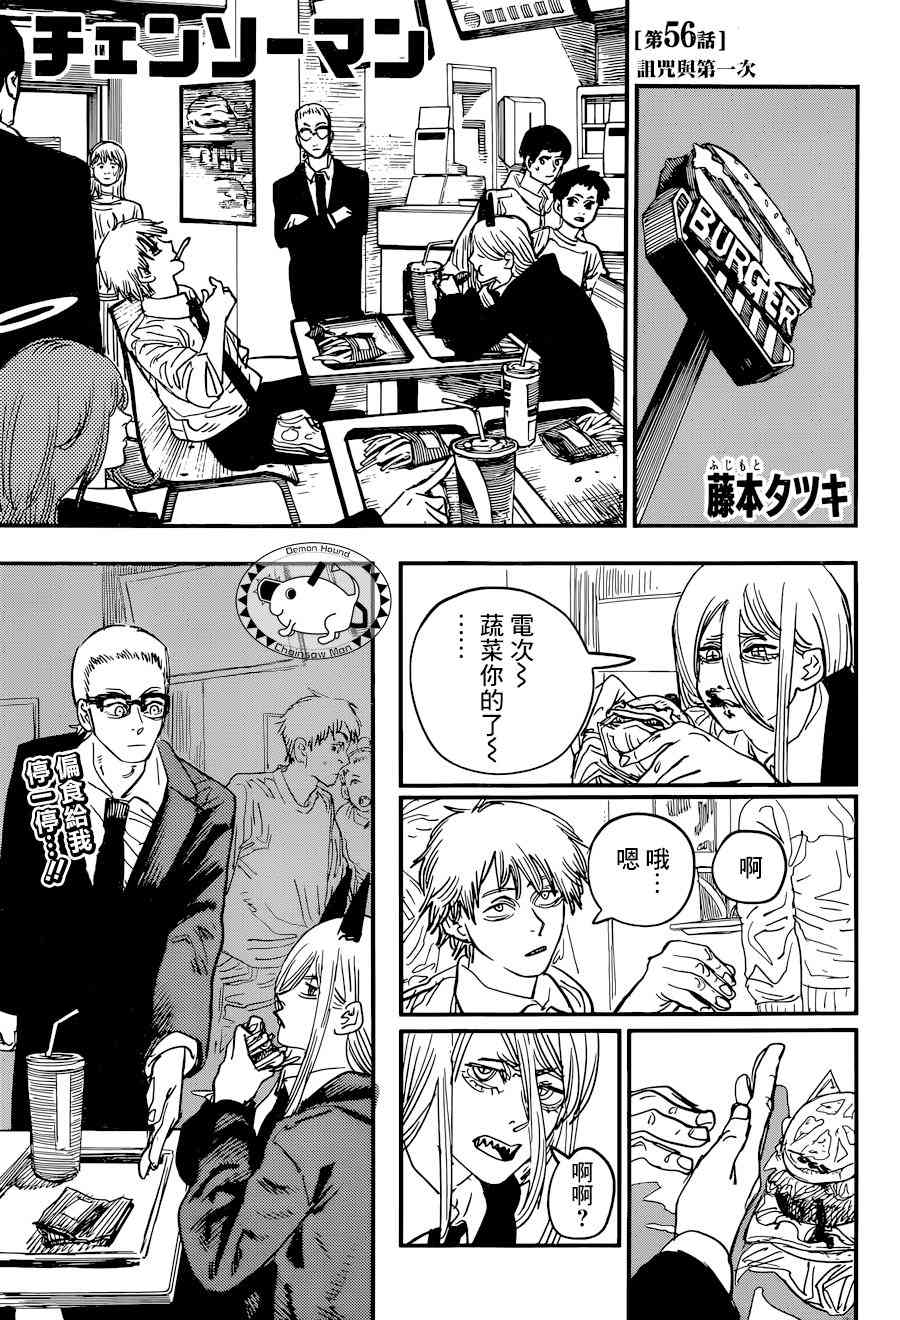 チェンソーマン
[第56話]
詛咒與第一次
BURGER
ふじもと
藤本タツキ
Demon Hound
Chainsaw Man
電次～
蔬菜你的了～
……
啊
哦…
嗯
啊
啊?
偏食給我
停一停…!!